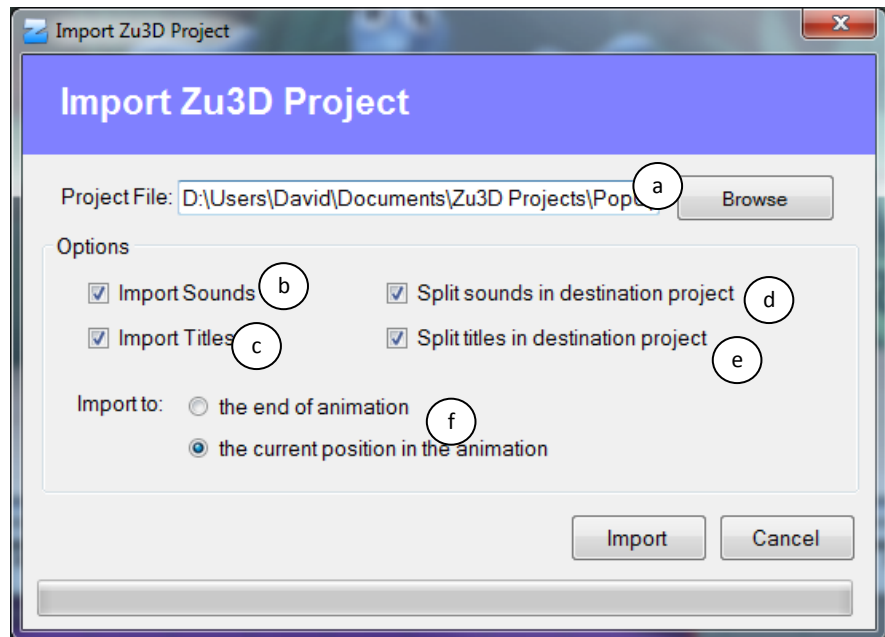 Import Zu3D Project
x
Import Zu3D Project
Project File: D:\Users\David\Documents\Zu3D Projects\PopU a Browse
Options
Import Sounds b Split sounds in destination project d
Import Titles c Split titles in destination project e
Import to: the end of animation f
the current position in the animation
Import Cancel